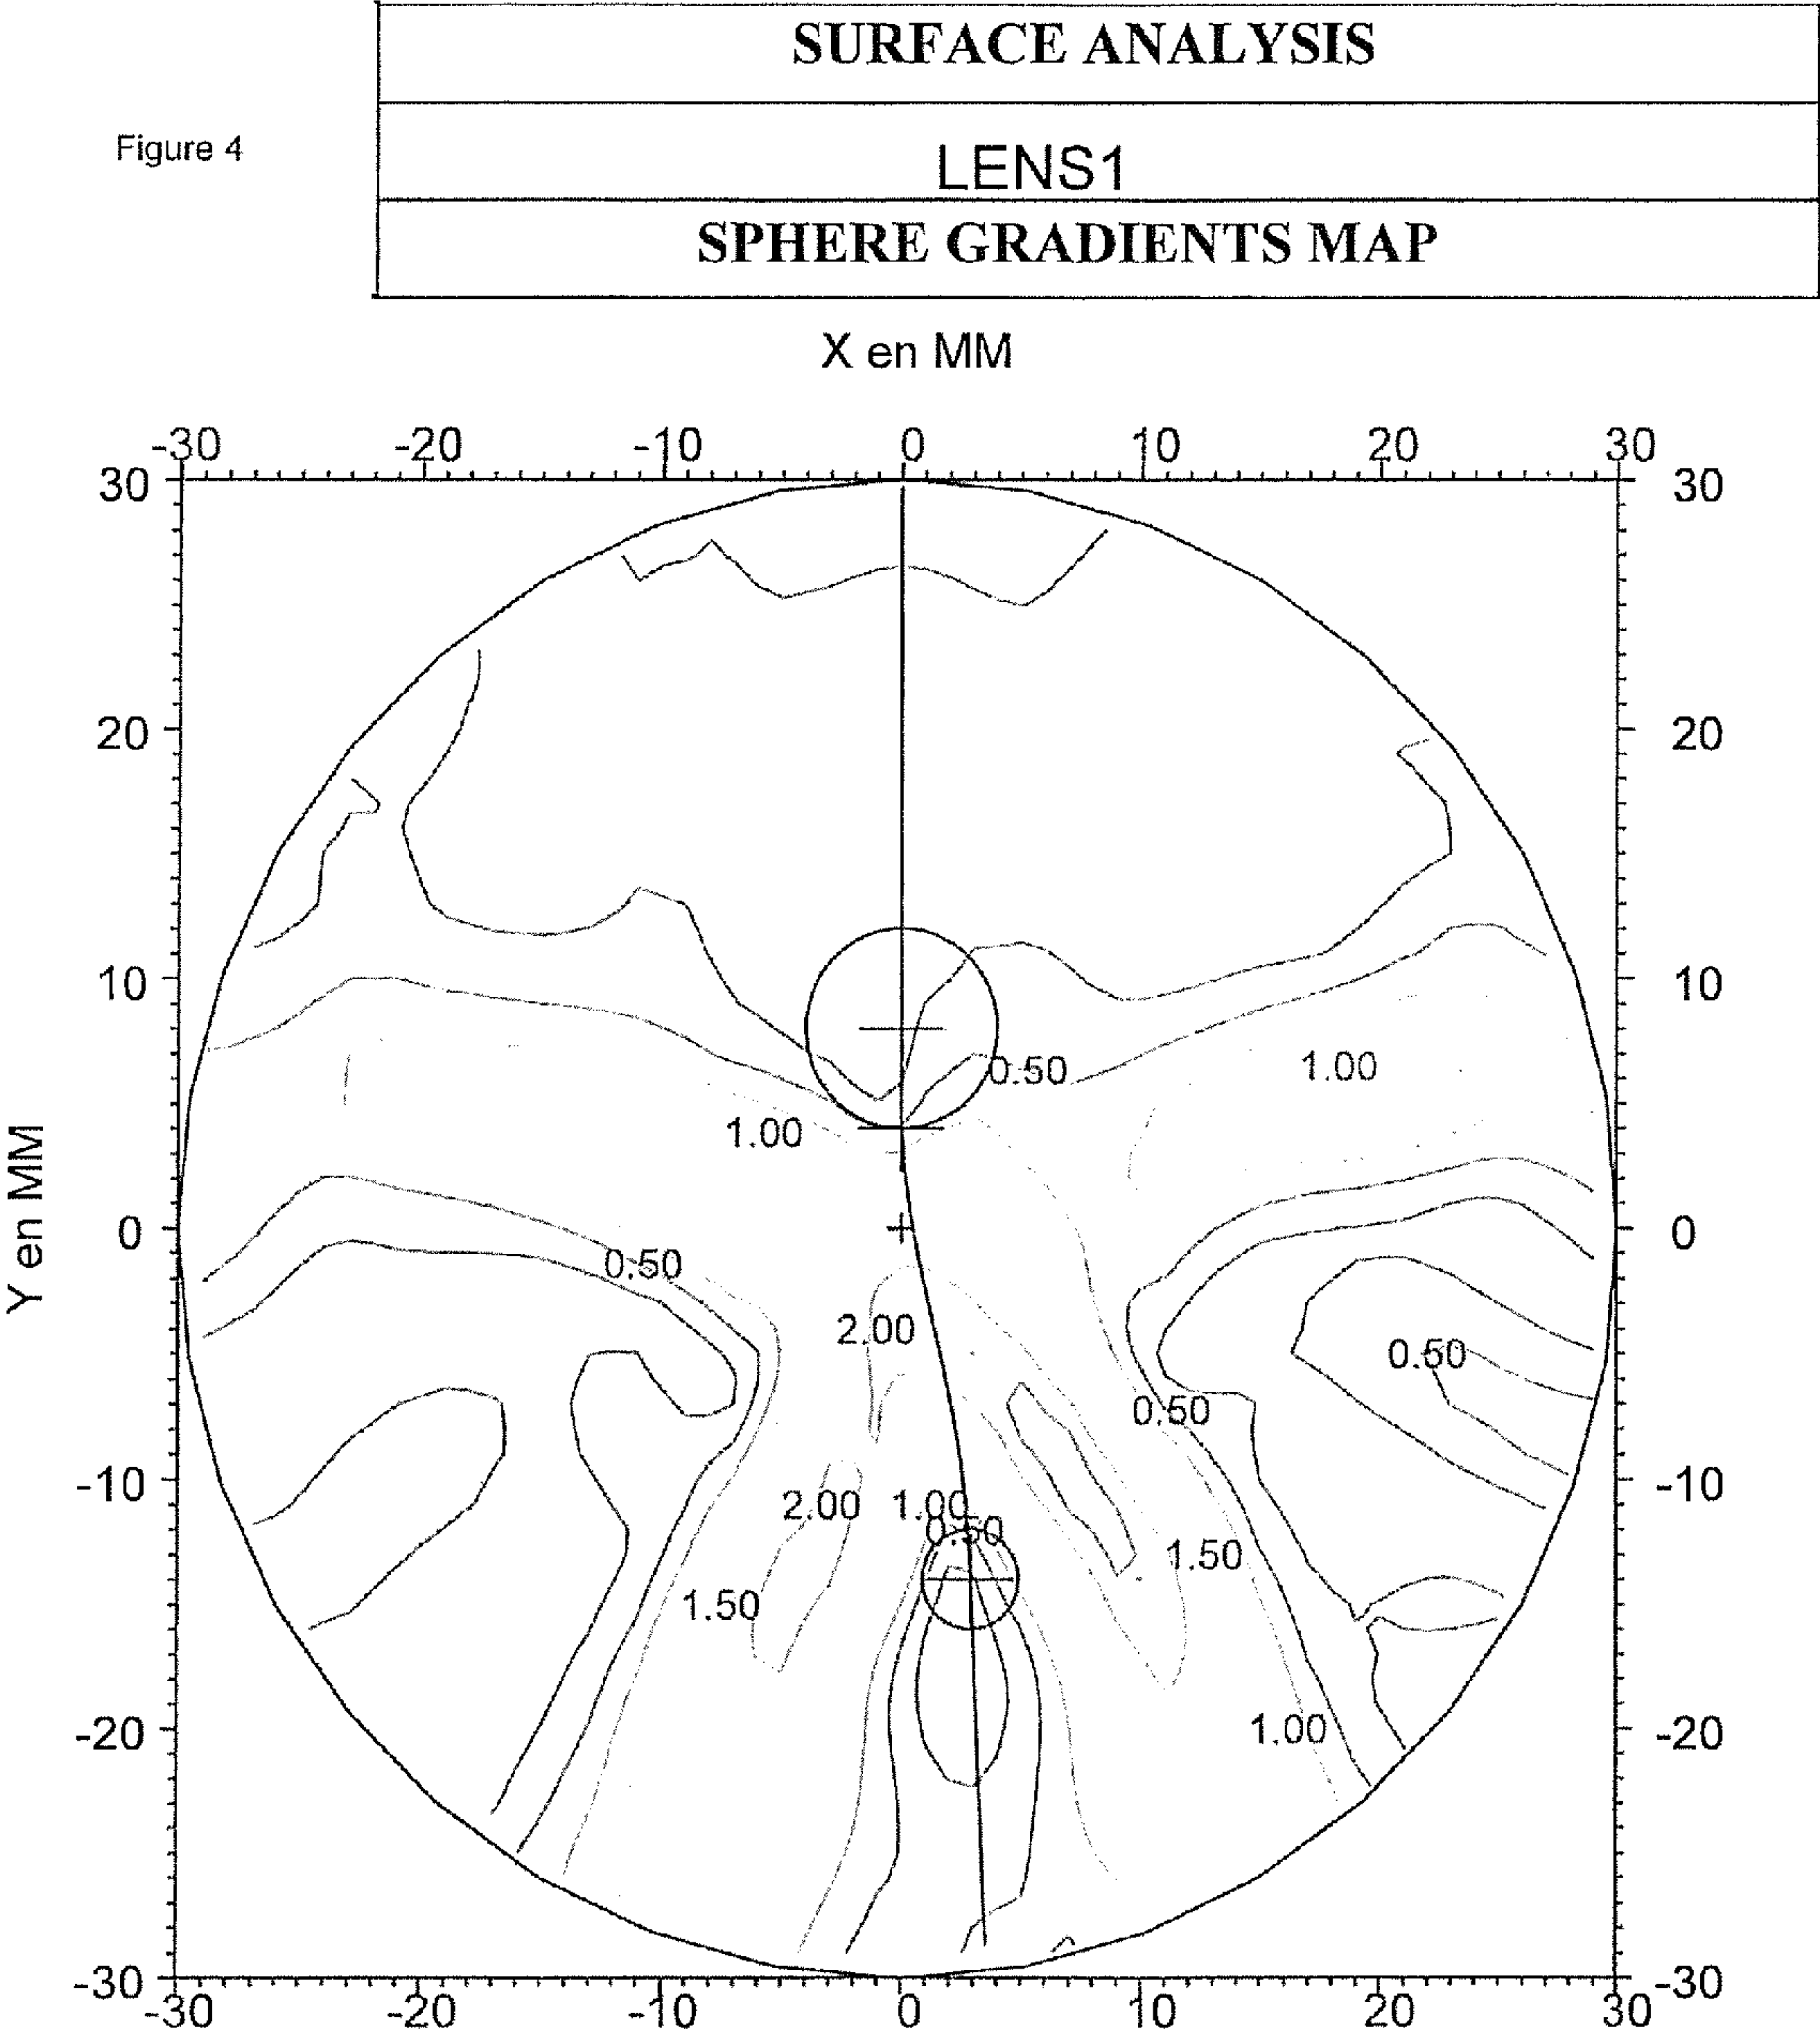 SURFACE ANALYSIS
Figure 4
LENS1
SPHERE GRADIENTS MAP
X en MM
-30 -20 -10 0 10 20 30
30 30
20 20
10 10
1.00
0.50
1.00
Y en MM
0 0
0.50
2.00
0.50
0.50
-10 -10
2.00 1.00
0.50
1.50
1.50
-20 1.00 -20
-30 -30
-30 -20 -10 0 10 20 30